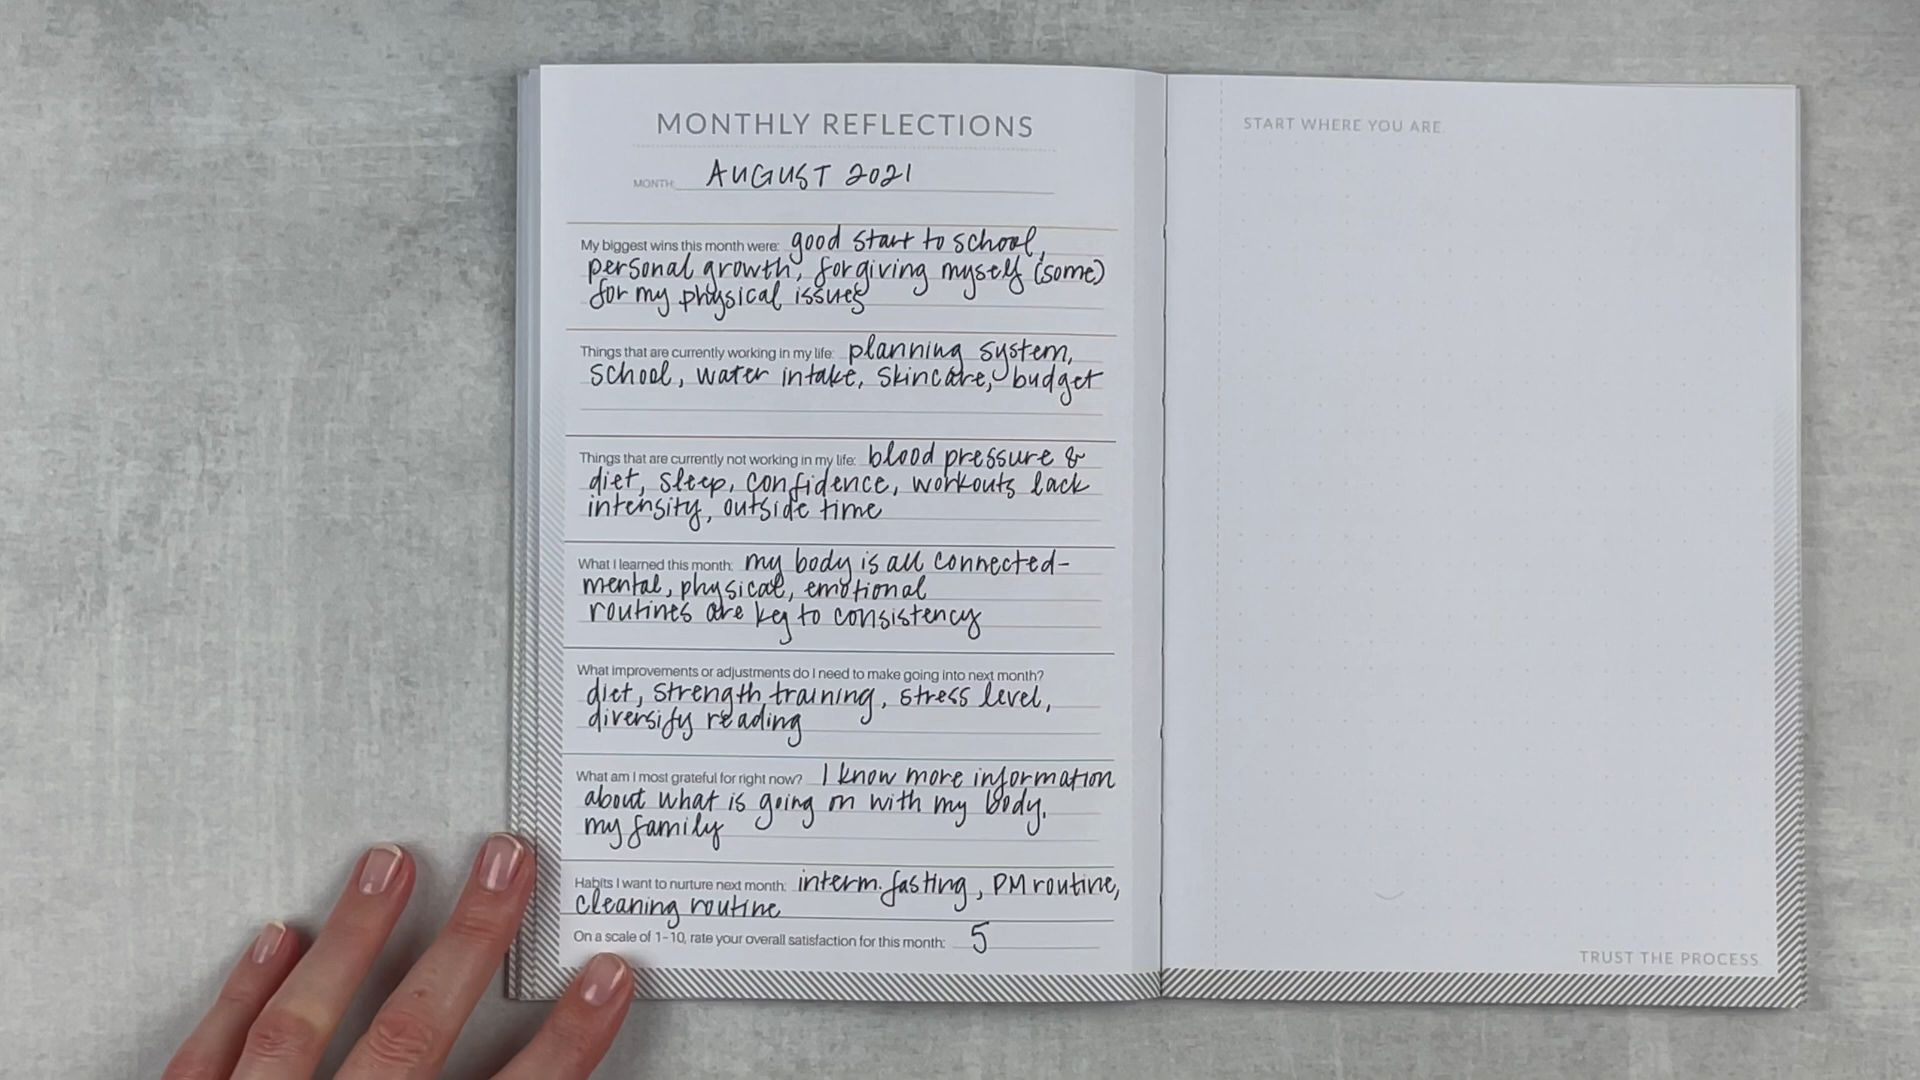 MONTHLY REFLECTIONS
MONTH: AUGUST 2021
My biggest wins this month were: good start to school,
personal growth, forgiving myself (some)
for my physical issues
Things that are currently working in my life: planning system,
school, water intake, skincare, budget
Things that are currently not working in my life: blood pressure &
diet, sleep, confidence, workouts lack
intensity, outside time
What I learned this month: my body is all connected-
mental, physical, emotional
routines are key to consistency
What improvements or adjustments do I need to make going into next month?
diet, strength training, stress level,
diversify reading
What am I most grateful for right now? I know more information
about what is going on with my body.
my family
Habits I want to nurture next month: interm. fasting, PM routine,
cleaning routine
On a scale of 1-10, rate your overall satisfaction for this month: 5
START WHERE YOU ARE.
TRUST THE PROCESS.